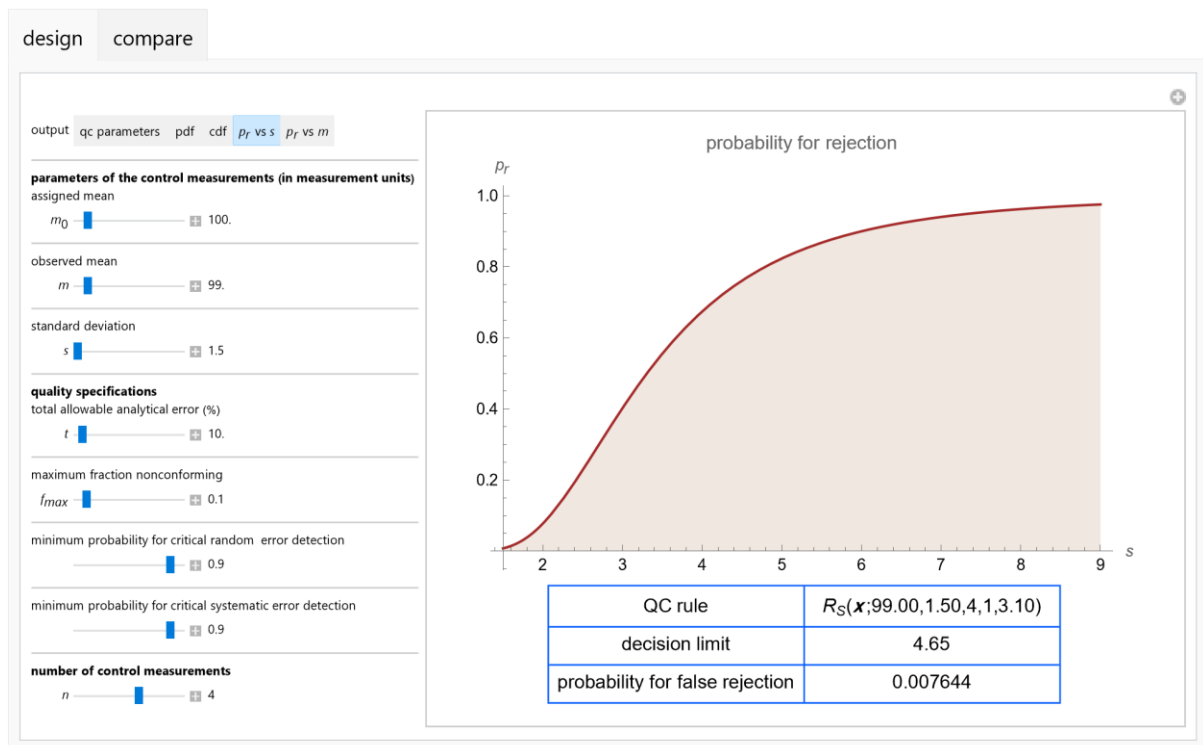 design compare
output qc parameters pdf cdf pr vs s pr vs m
parameters of the control measurements (in measurement units)
assigned mean
m0 100.
observed mean
m 99.
standard deviation
s 1.5
quality specifications
total allowable analytical error (%)
t 10.
maximum fraction nonconforming
fmax 0.1
minimum probability for critical random error detection
0.9
minimum probability for critical systematic error detection
0.9
number of control measurements
n 4
probability for rejection
pr
1.0
0.8
0.6
0.4
0.2
2 3 4 5 6 7 8 9 s
QC rule RS(x;99.00,1.50,4,1,3.10)
decision limit 4.65
probability for false rejection 0.007644